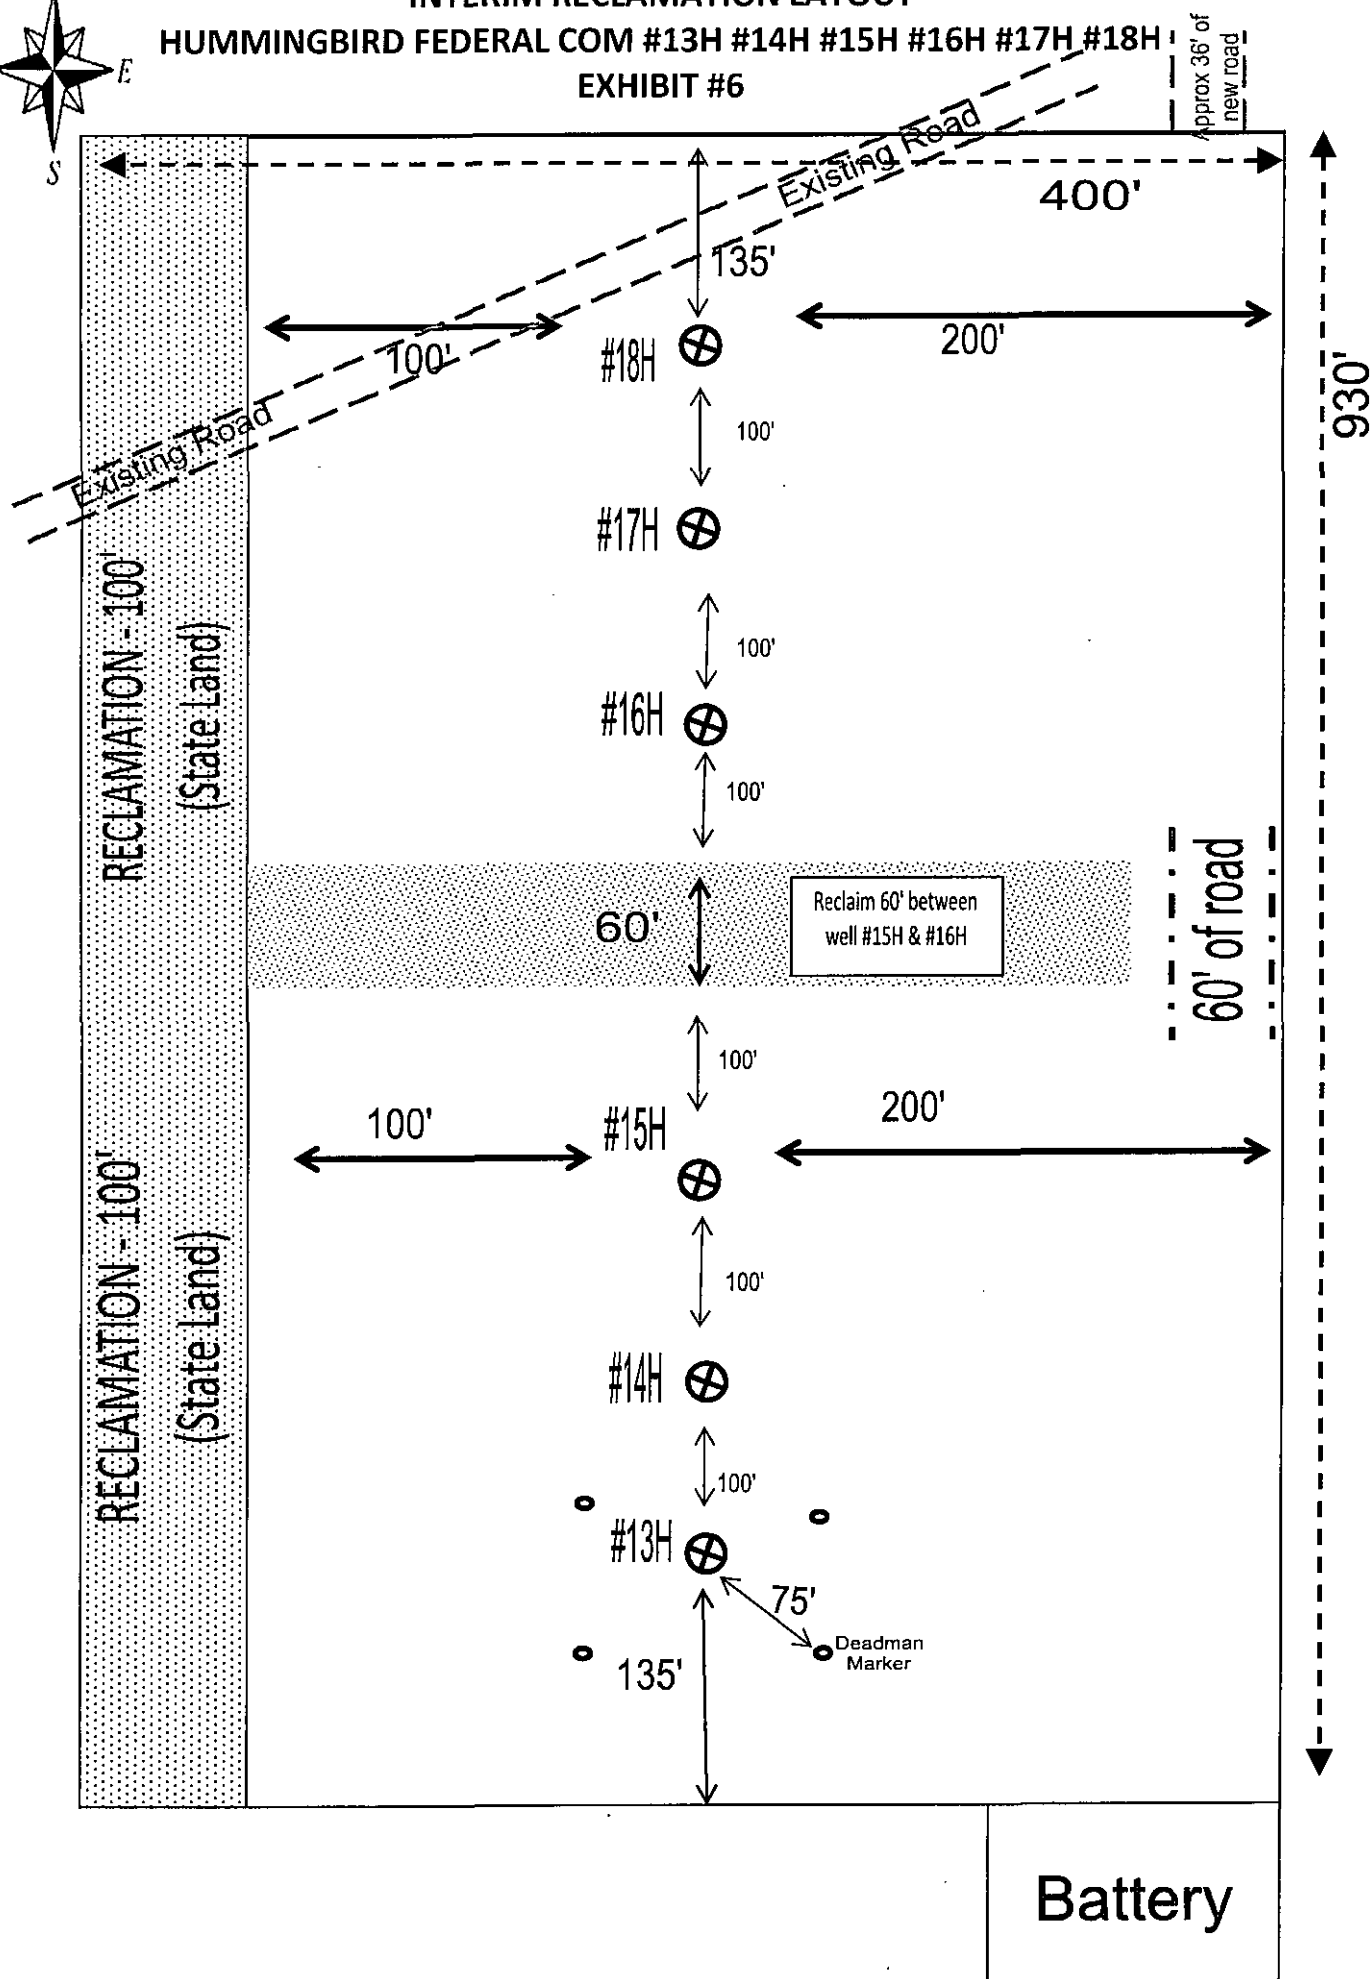 INTERIM RECLAMATION LAYOUT
HUMMINGBIRD FEDERAL COM #13H #14H #15H #16H #17H #18H
EXHIBIT #6
E
S
Approx 36' of
new road
Existing Road
400'
135'
100'
200'
#18H
930'
Existing Road
100'
#17H
RECLAMATION - 100'
(State Land)
100'
#16H
100'
60'
Reclaim 60' between
well #15H & #16H
60' of road
100'
100'
#15H
200'
RECLAMATION - 100'
(State Land)
100'
#14H
100'
#13H
75'
Deadman
Marker
135'
Battery